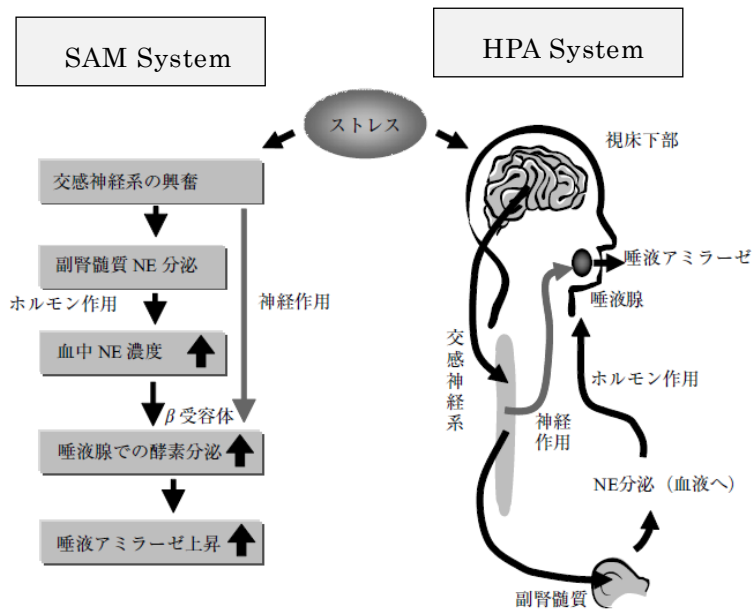 SAM System
HPA System
ストレス
交感神経系の興奮
副腎髄質 NE 分泌
ホルモン作用
神経作用
血中 NE 濃度
β 受容体
唾液腺での酵素分泌
唾液アミラーゼ上昇
視床下部
唾液アミラーゼ
唾液腺
交感神経系
ホルモン作用
神経
作用
NE分泌（血液へ）
副腎髄質